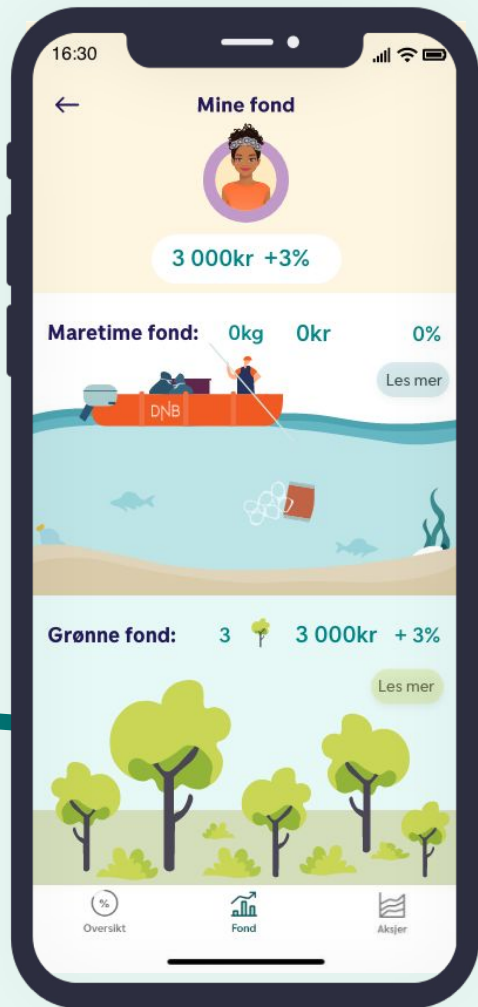 16:30
Mine fond
3 000kr +3%
Maretime fond: 0kg 0kr 0%
Les mer
DNB
Grønne fond: 3 3 000kr + 3%
Les mer
%
Oversikt
Fond
Aksjer